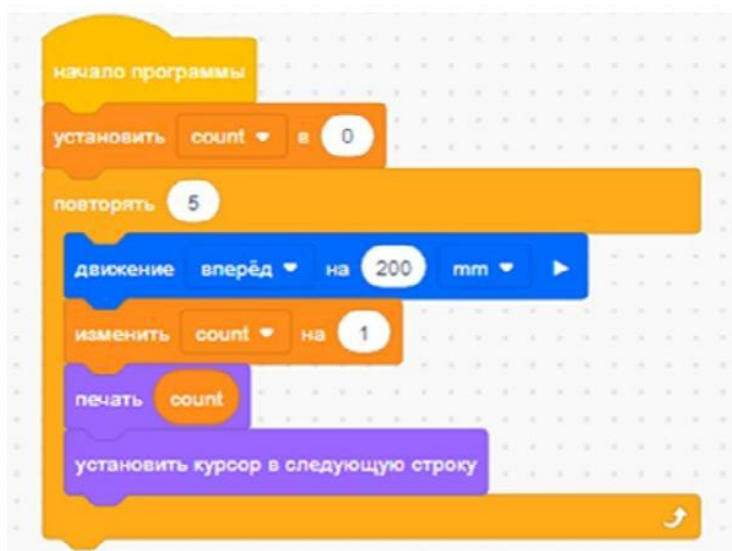 начало программы
установить count в 0
повторять 5
движение вперёд на 200 mm
изменить count на 1
печать count
установить курсор в следующую строку